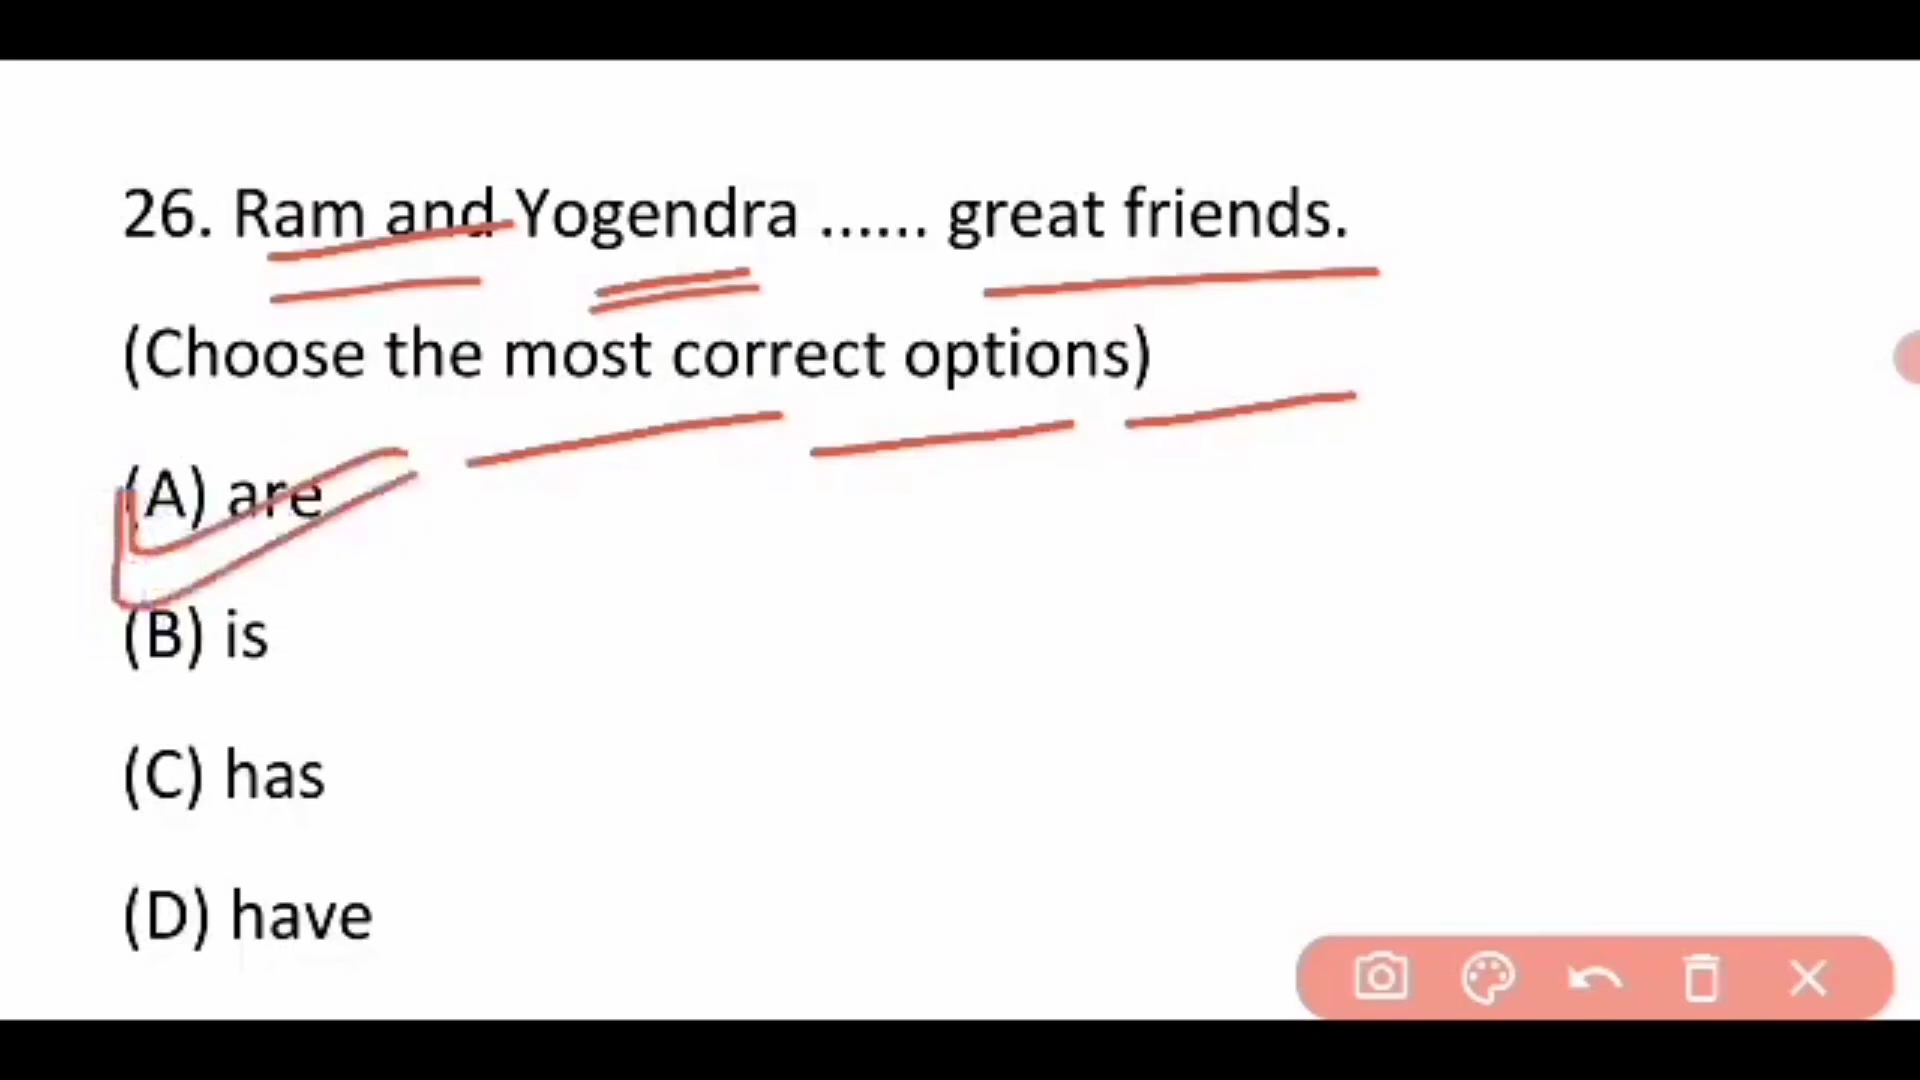 26. Ram and Yogendra ...... great friends.
(Choose the most correct options)
(A) are
(B) is
(C) has
(D) have